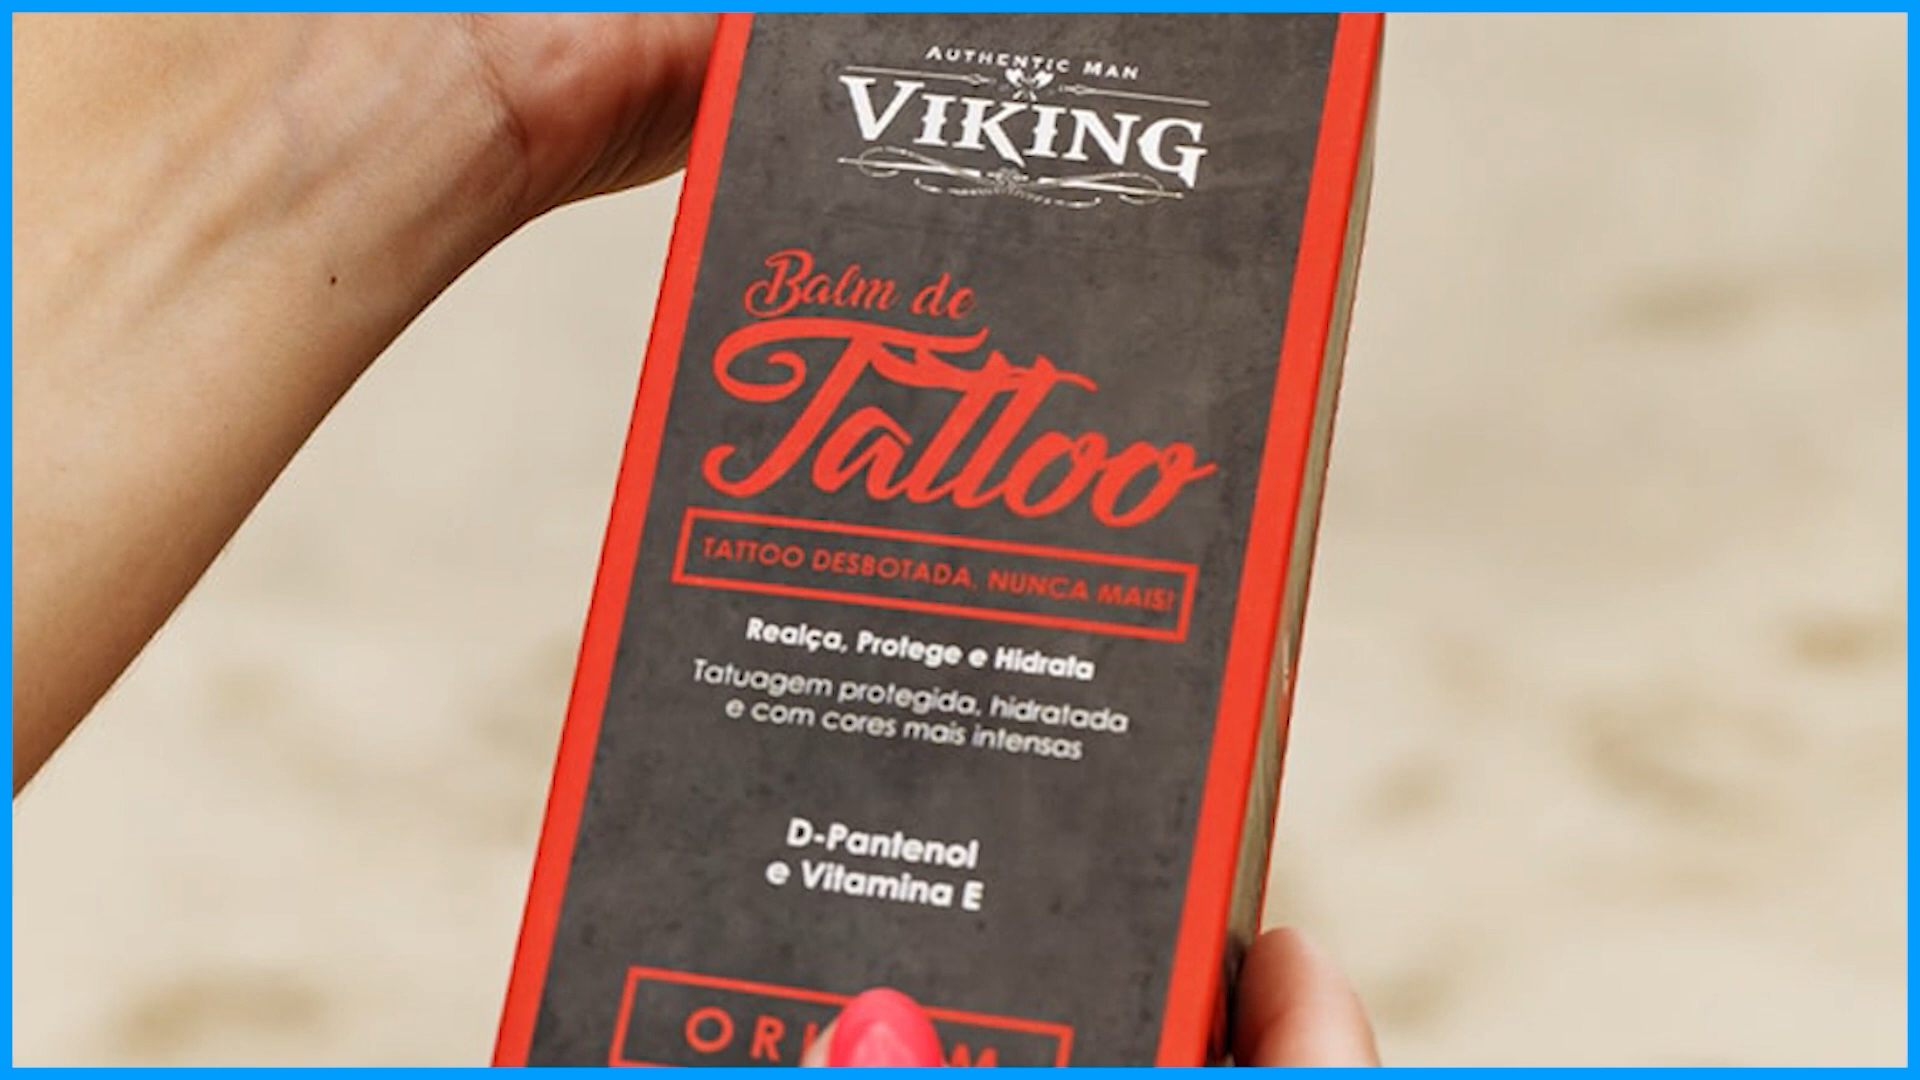 AUTHENTIC MAN
VIKING
Balm de
Tattoo
TATTOO DESBOTADA, NUNCA MAIS!
Realça, Protege e Hidrata
Tatuagem protegida, hidratada
e com cores mais intensas
D-Pantenol
e Vitamina E